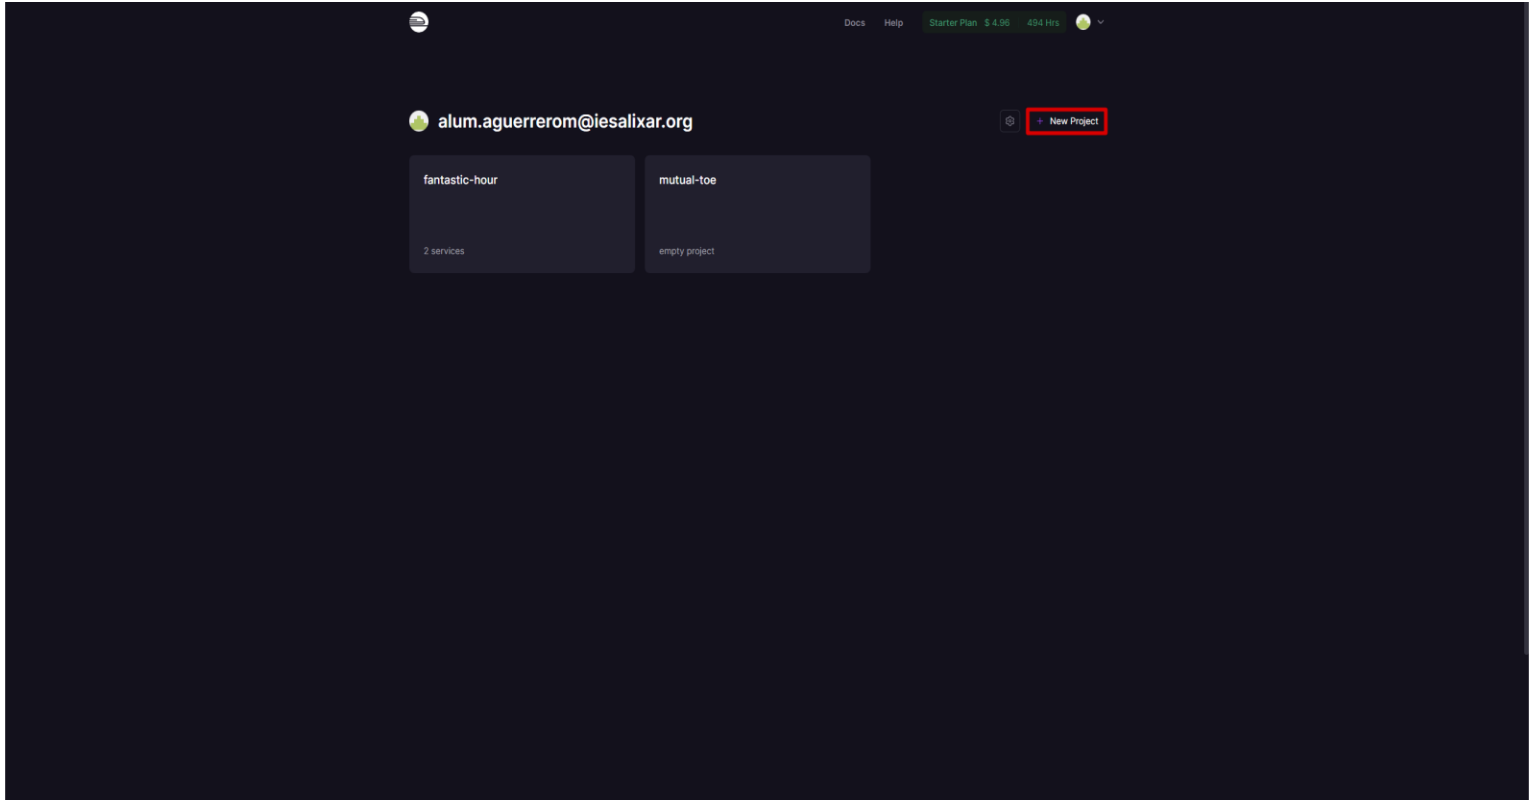 Docs Help Starter Plan $ 4.96 494 Hrs
alum.aguerrerom@iesalixar.org
+ New Project
fantastic-hour mutual-toe
2 services empty project